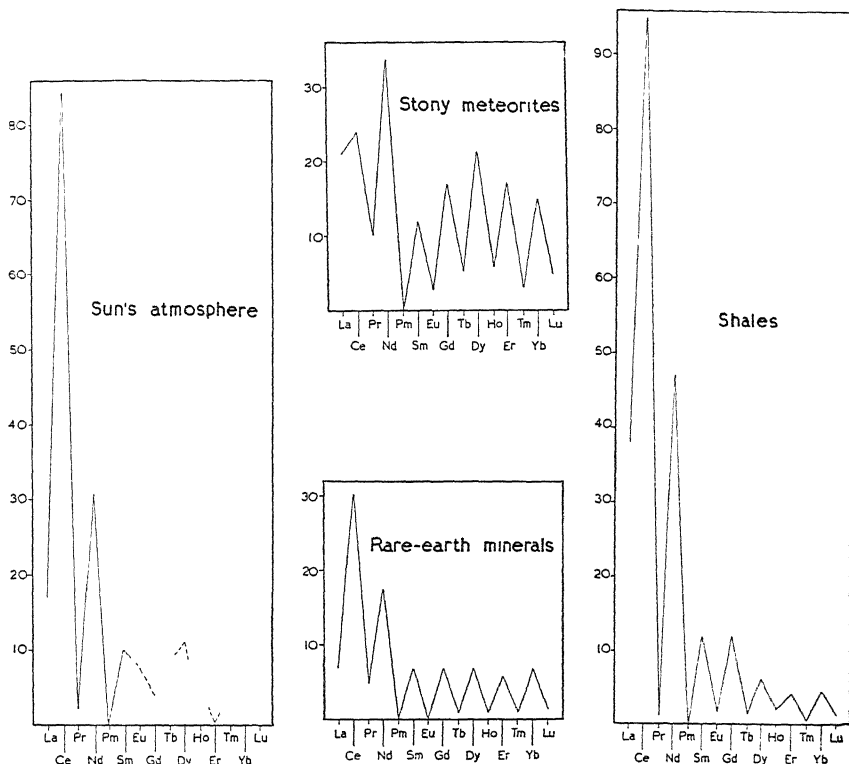 Sun's atmosphere
80
70
60
50
40
30
20
10
La Pr Pm Eu Tb Ho Tm Lu
Ce Nd Sm Gd Dy Er Yb
Stony meteorites
30
20
10
La Pr Pm Eu Tb Ho Tm Lu
Ce Nd Sm Gd Dy Er Yb
Rare-earth minerals
30
20
10
La Pr Pm Eu Tb Ho Tm Lu
Ce Nd Sm Gd Dy Er Yb
Shales
90
80
70
60
50
40
30
20
10
La Pr Pm Eu Tb Ho Tm Lu
Ce Nd Sm Gd Dy Er Yb